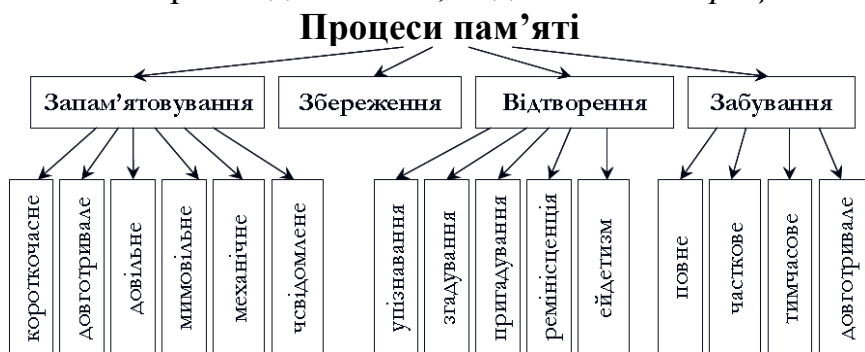 Процеси пам’яті
Запам’ятовування
Збереження
Відтворення
Забування
короткочасне
довготривале
довільне
мимовільне
механічне
усвідомлене
упізнавання
згадування
пригадування
ремінісценція
ейдетизм
повне
часткове
тимчасове
довготривале